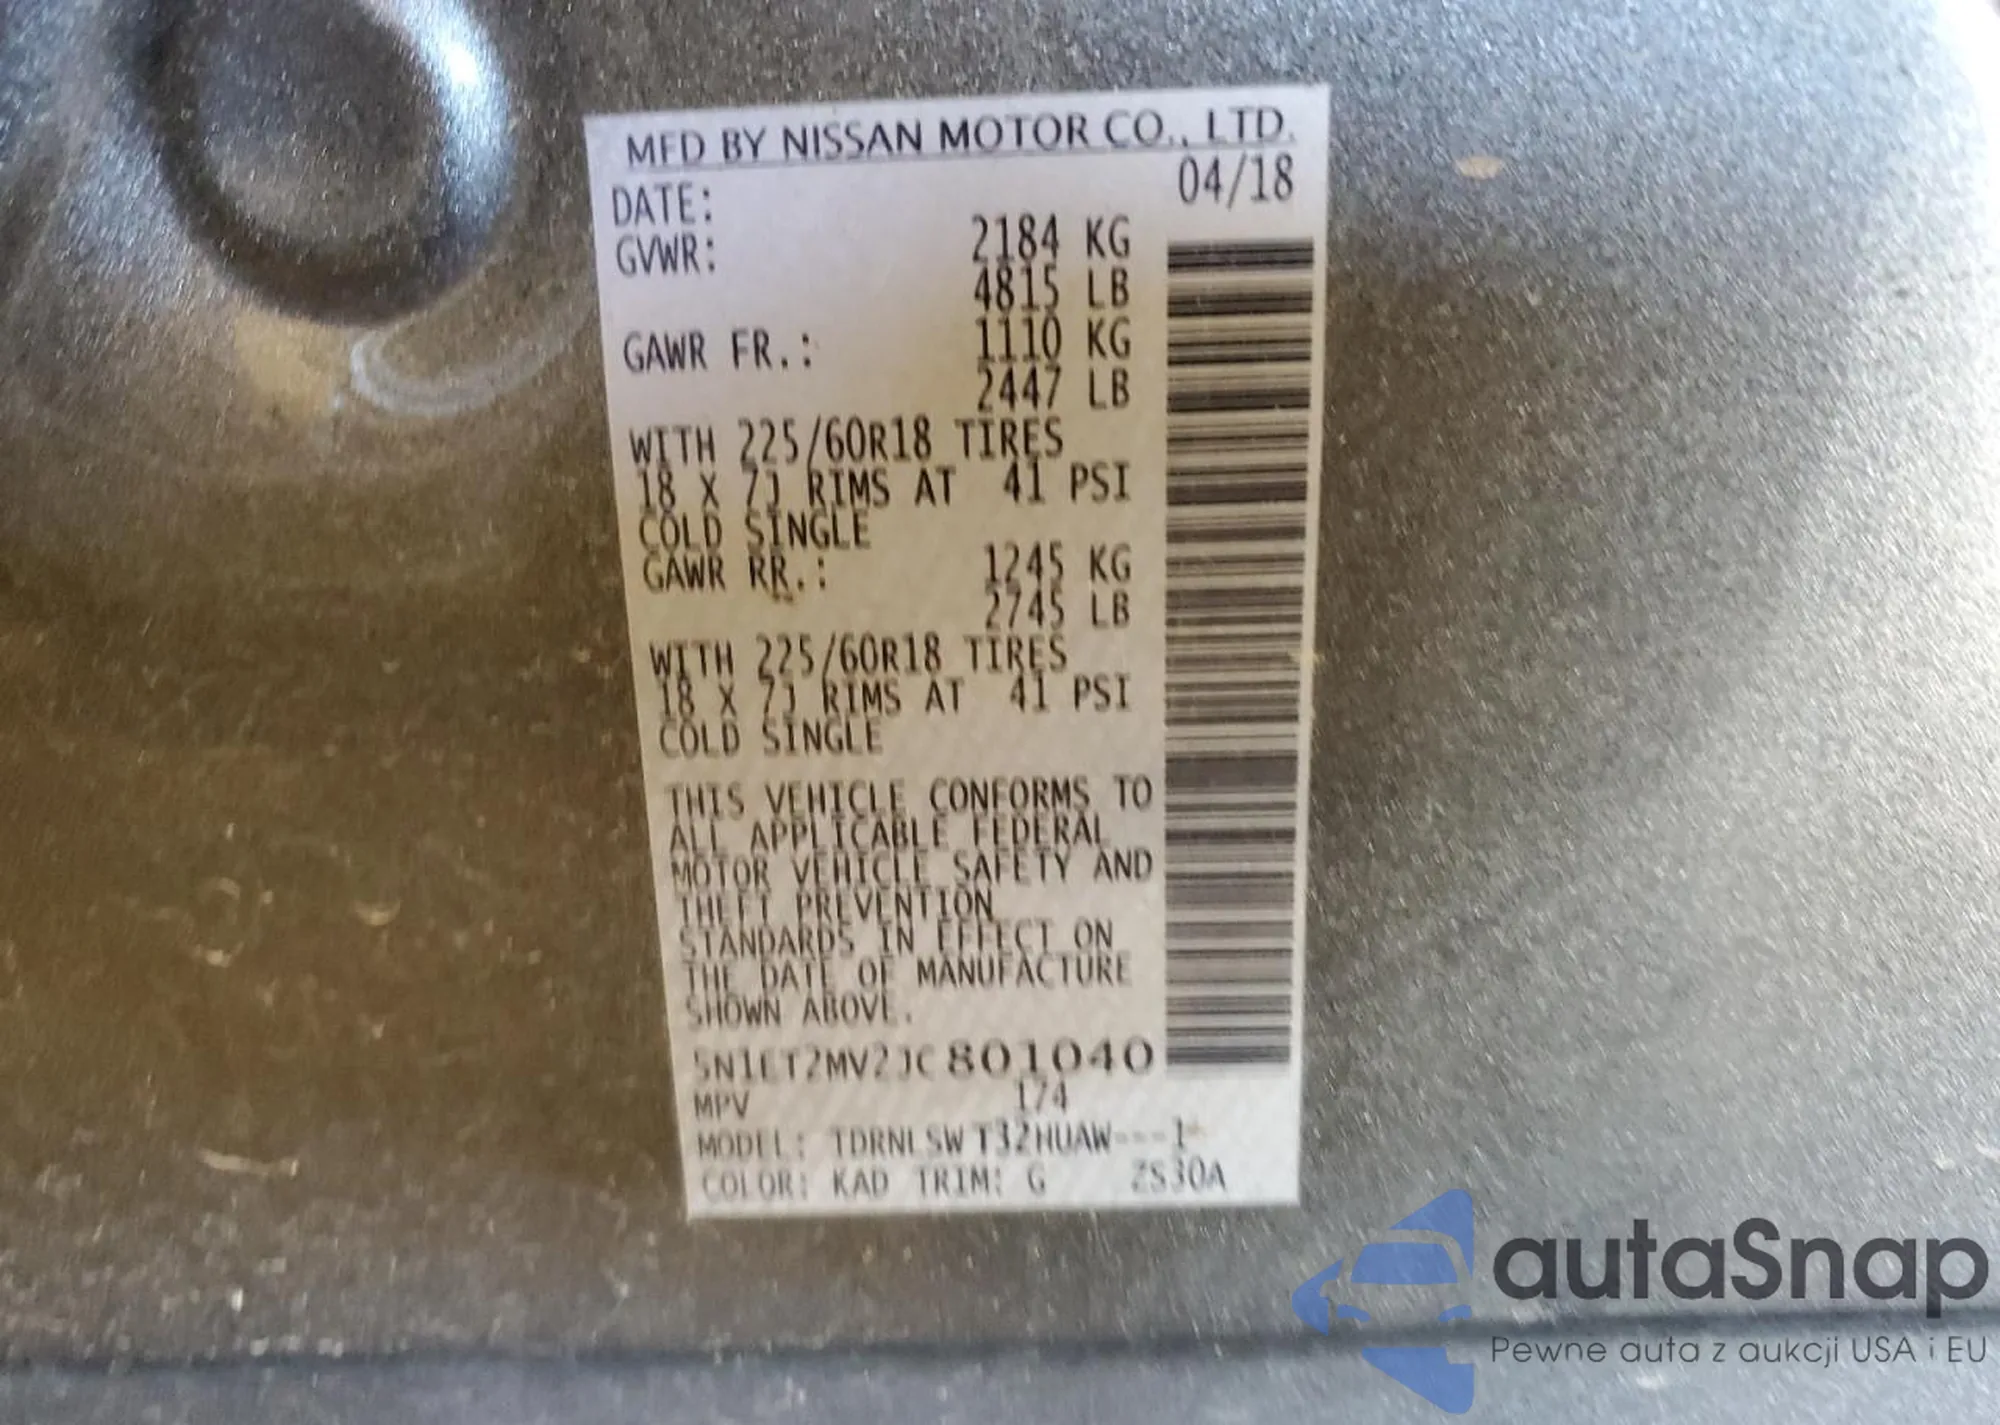 MFD BY NISSAN MOTOR CO., LTD.
DATE: 04/18
GVWR: 2184 KG
4815 LB
GAWR FR.: 1110 KG
2447 LB
WITH 225/60R18 TIRES
18 X 7J RIMS AT 41 PSI
COLD SINGLE
GAWR RR.: 1245 KG
2745 LB
WITH 225/60R18 TIRES
18 X 7J RIMS AT 41 PSI
COLD SINGLE
THIS VEHICLE CONFORMS TO
ALL APPLICABLE FEDERAL
MOTOR VEHICLE SAFETY AND
THEFT PREVENTION
STANDARDS IN EFFECT ON
THE DATE OF MANUFACTURE
SHOWN ABOVE.
5N1ET2MV2JC801040
MPV 174
MODEL: TDRNLSWT32HUAW---1
COLOR: KAD TRIM: G ZS30A
autaSnap
Pewne auta z aukcji USA i EU